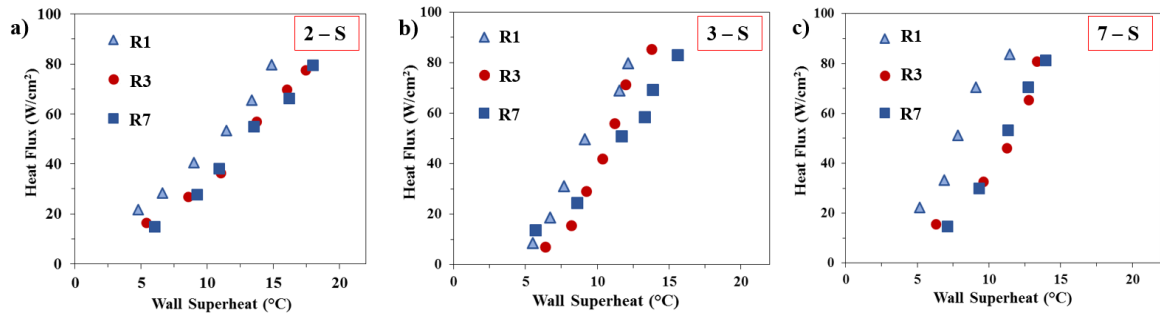 a)
2 – S
R1
R3
R7
Heat Flux (W/cm²)
100
80
60
40
20
0
0 5 10 15 20
Wall Superheat (°C)
b)
3 – S
R1
R3
R7
Heat Flux (W/cm²)
100
80
60
40
20
0
0 5 10 15 20
Wall Superheat (°C)
c)
7 – S
R1
R3
R7
Heat Flux (W/cm²)
100
80
60
40
20
0
0 5 10 15 20
Wall Superheat (°C)